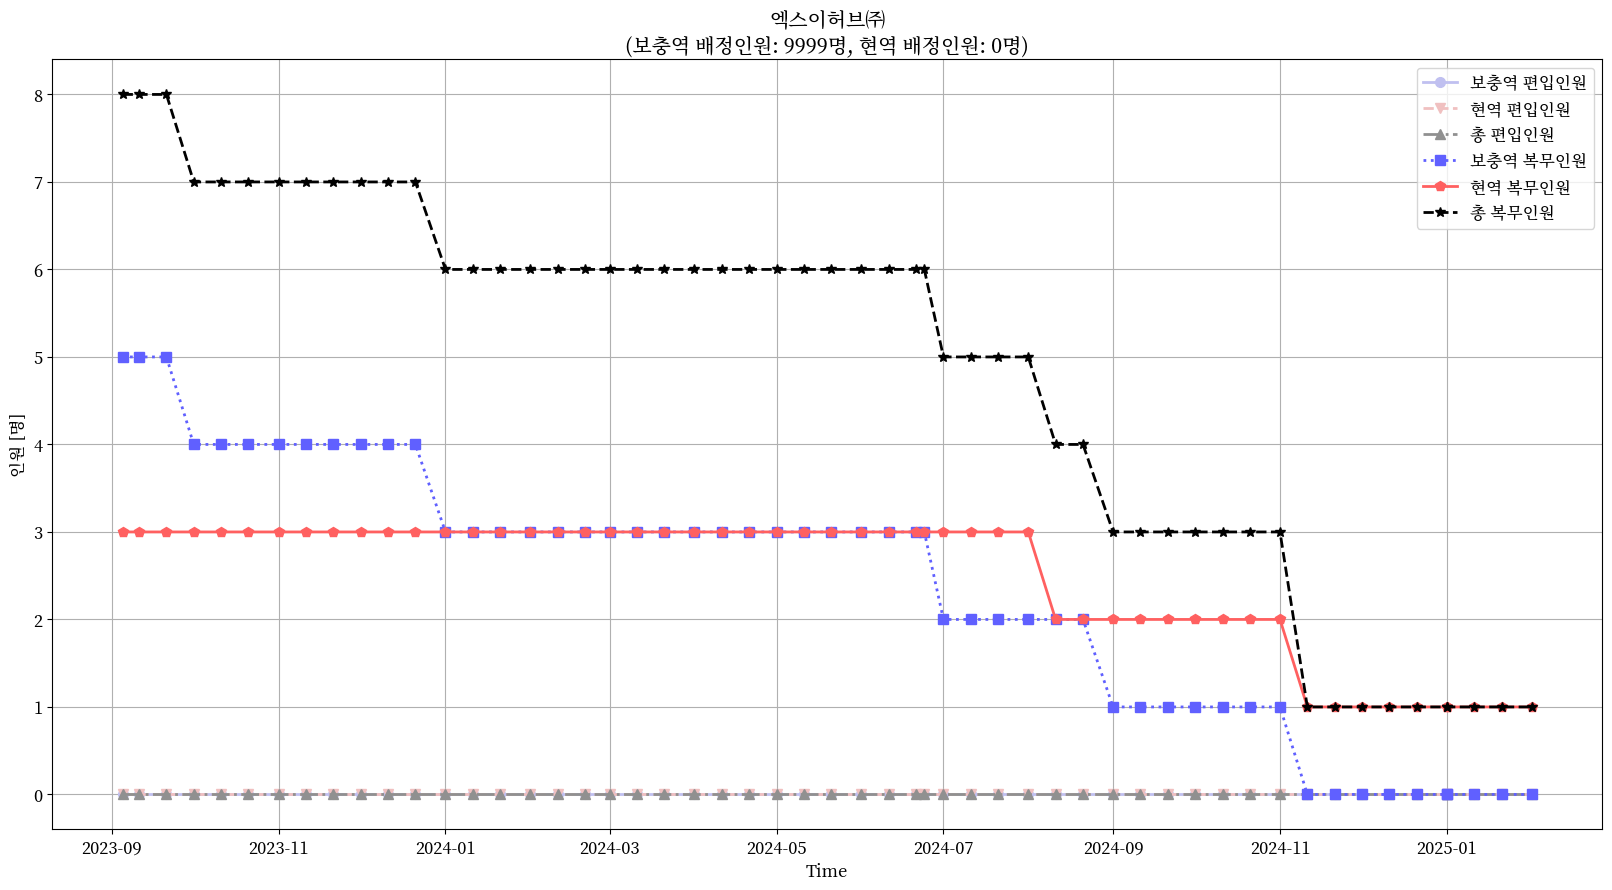 엑스이허브㈜
(보충역 배정인원: 9999명, 현역 배정인원: 0명)
보충역 편입인원
현역 편입인원
총 편입인원
보충역 복무인원
현역 복무인원
총 복무인원
인원 [명]
8
7
6
5
4
3
2
1
0
2023-09
2023-11
2024-01
2024-03
2024-05
2024-07
2024-09
2024-11
2025-01
Time